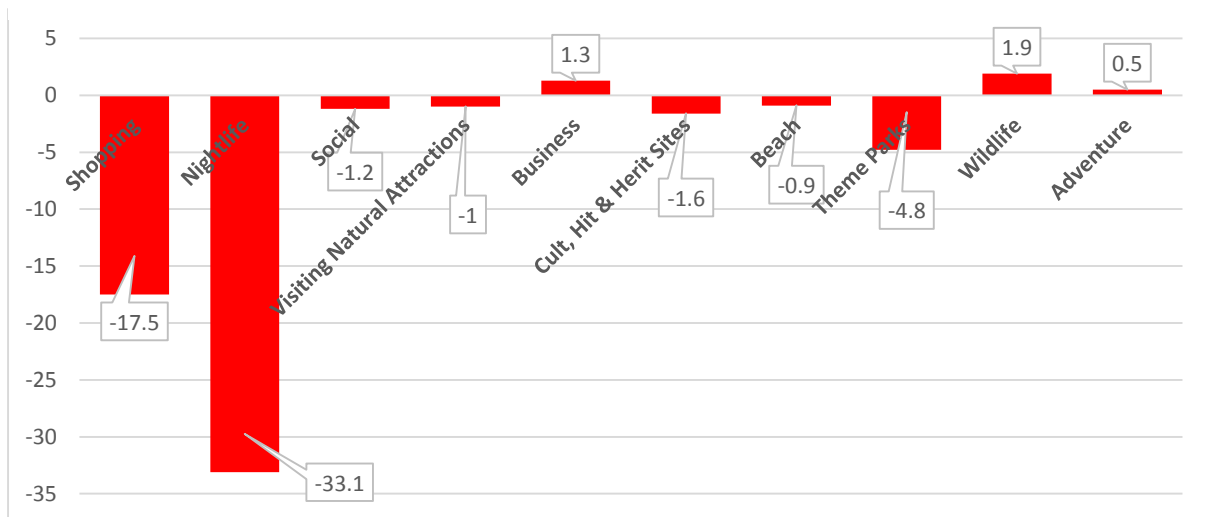 5
0
-5
-10
-15
-20
-25
-30
-35
Shopping
Nightlife
Social
Visiting Natural Attractions
Business
Cult, Hit & Herit Sites
Beach
Theme Parks
Wildlife
Adventure
-17.5
-33.1
-1.2
-1
1.3
-1.6
-0.9
-4.8
1.9
0.5